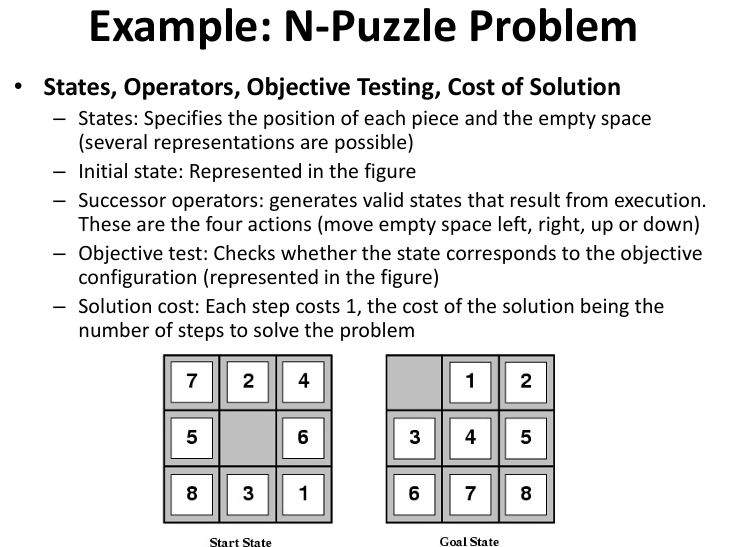 Example: N-Puzzle Problem
• States, Operators, Objective Testing, Cost of Solution
– States: Specifies the position of each piece and the empty space
(several representations are possible)
– Initial state: Represented in the figure
– Successor operators: generates valid states that result from execution.
These are the four actions (move empty space left, right, up or down)
– Objective test: Checks whether the state corresponds to the objective
configuration (represented in the figure)
– Solution cost: Each step costs 1, the cost of the solution being the
number of steps to solve the problem
7 2 4
5 6
8 3 1
Start State
1 2
3 4 5
6 7 8
Goal State